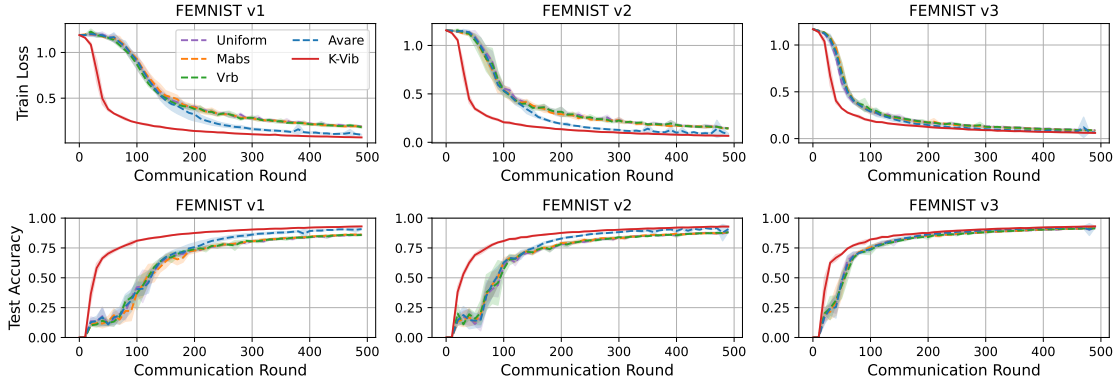 FEMNIST v1
FEMNIST v2
FEMNIST v3
Train Loss
1.0
0.5
Uniform
Mabs
Vrb
Avare
K-Vib
0 100 200 300 400 500
Communication Round
1.0
0.5
0.0
0 100 200 300 400 500
Communication Round
1.0
0.5
0.0
0 100 200 300 400 500
Communication Round
FEMNIST v1
FEMNIST v2
FEMNIST v3
Test Accuracy
1.00
0.75
0.50
0.25
0.00
0 100 200 300 400 500
Communication Round
1.00
0.75
0.50
0.25
0.00
0 100 200 300 400 500
Communication Round
1.00
0.75
0.50
0.25
0.00
0 100 200 300 400 500
Communication Round